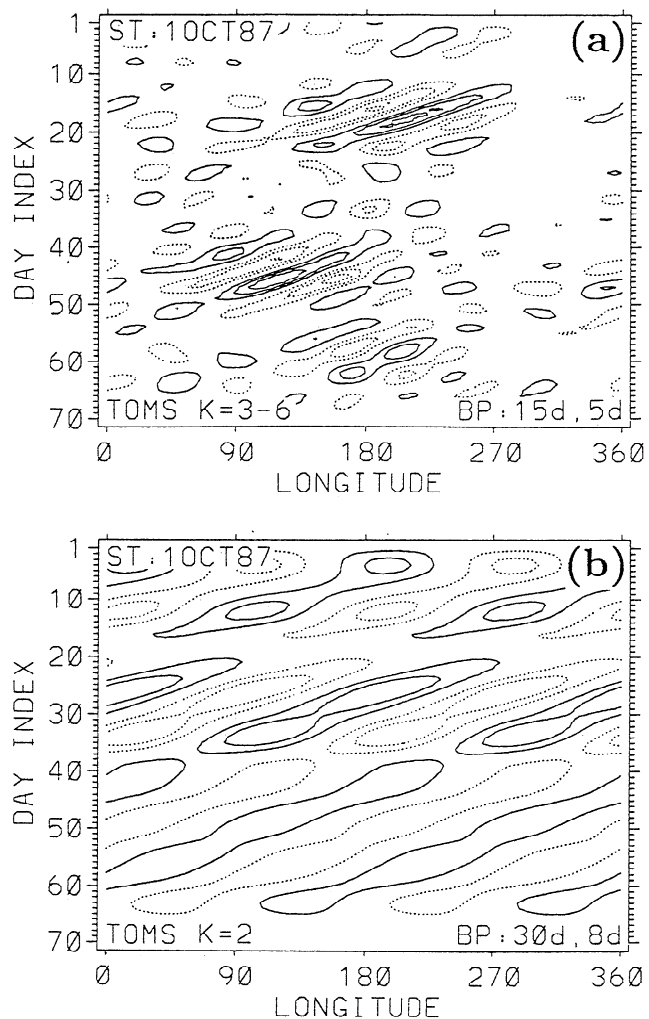 ST:1OCT87
(a)
1
10
20
30
40
50
60
70
DAY INDEX
TOMS K=3-6
BP:15d,5d
0 90 180 270 360
LONGITUDE
ST:1OCT87
(b)
1
10
20
30
40
50
60
70
DAY INDEX
TOMS K=2
BP:30d,8d
0 90 180 270 360
LONGITUDE